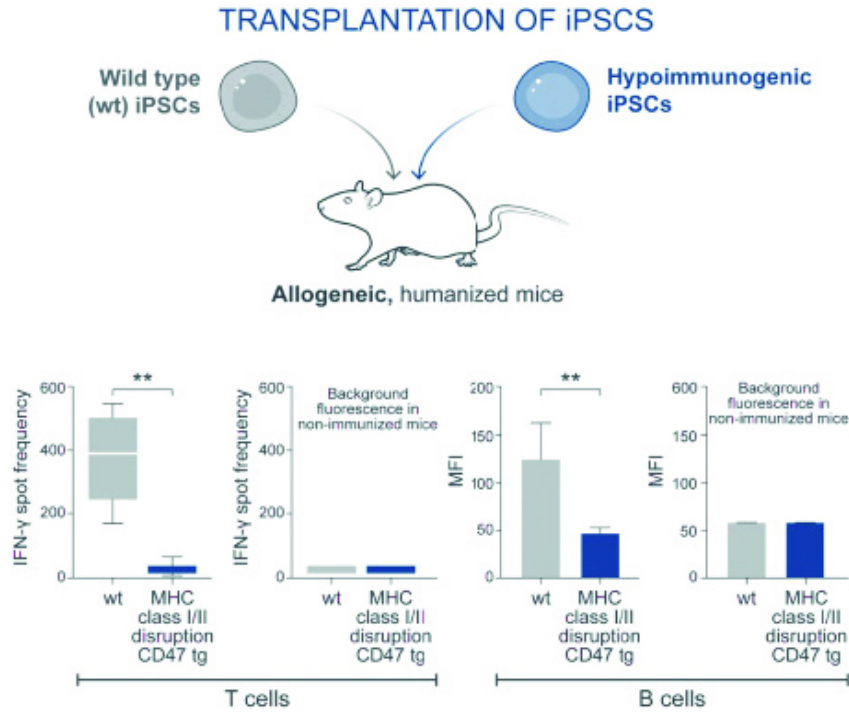 TRANSPLANTATION OF iPSCS
Wild type
(wt) iPSCs
Hypoimmunogenic
iPSCs
Allogeneic, humanized mice
IFN-γ spot frequency
600
400
200
0
**
wt
MHC
class I/II
disruption
CD47 tg
IFN-γ spot frequency
600
400
200
0
Background
fluorescence in
non-immunized mice
wt
MHC
class I/II
disruption
CD47 tg
T cells
MFI
200
150
100
50
0
**
wt
MHC
class I/II
disruption
CD47 tg
MFI
600
150
100
50
0
Background
fluorescence in
non-immunized mice
wt
MHC
class I/II
disruption
CD47 tg
B cells